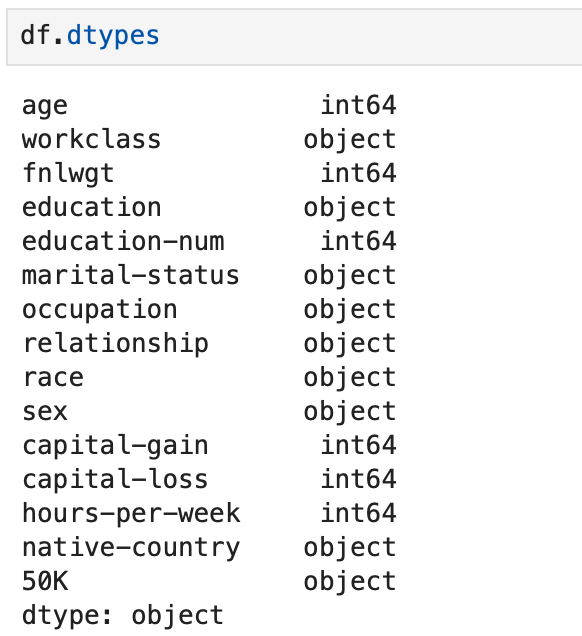 df.dtypes
age int64
workclass object
fnlwgt int64
education object
education-num int64
marital-status object
occupation object
relationship object
race object
sex object
capital-gain int64
capital-loss int64
hours-per-week int64
native-country object
50K object
dtype: object